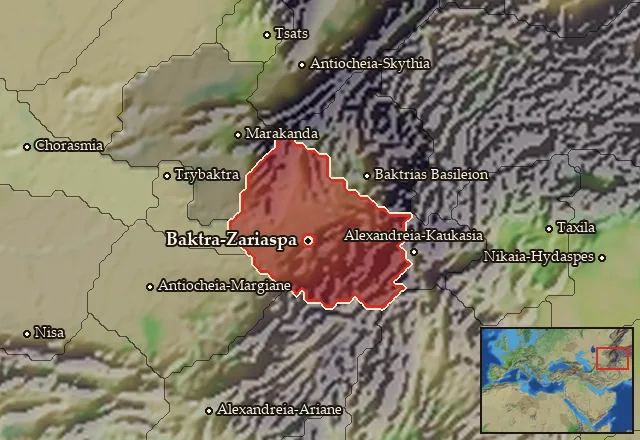 Tsats
Antiocheia-Skythia
Marakanda
Chorasmia
Trybaktra
Baktrias Basileion
Taxila
Alexandreia-Kaukasia
Baktra-Zariaspa
Nikaia-Hydaspes
Antiocheia-Margiane
Nisa
Alexandreia-Ariane